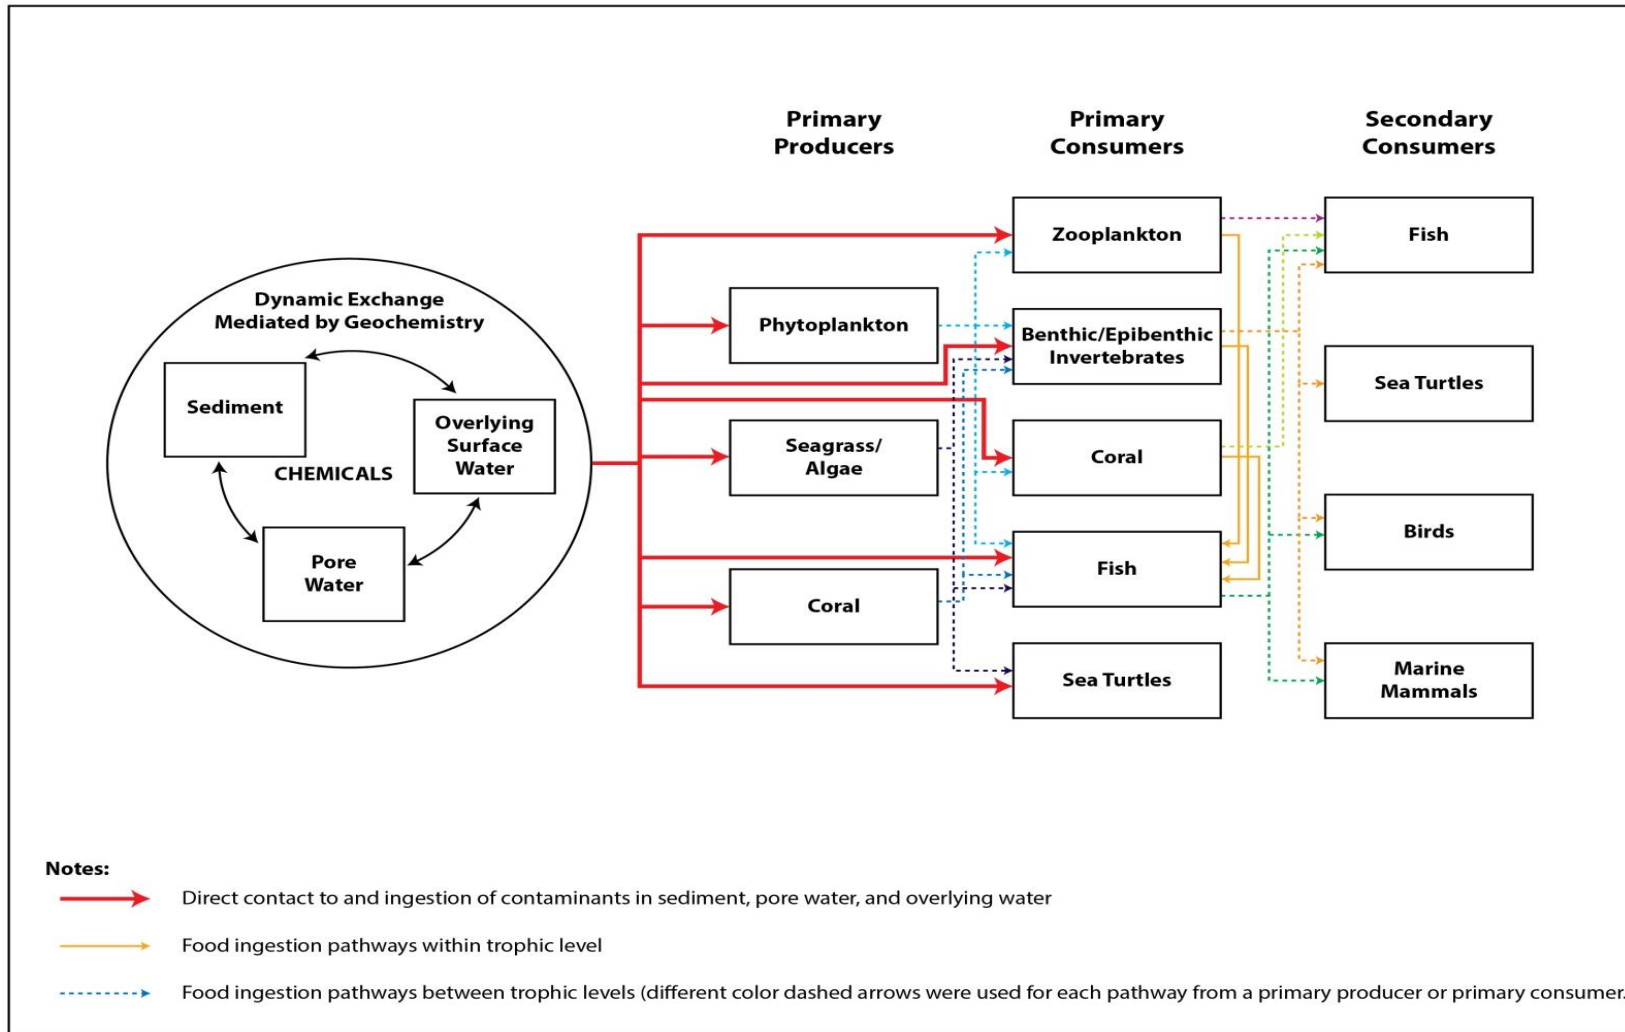 Primary
Producers
Primary
Consumers
Secondary
Consumers
Dynamic Exchange
Mediated by Geochemistry
Sediment
Overlying
Surface
Water
CHEMICALS
Pore
Water
Phytoplankton
Seagrass/
Algae
Coral
Zooplankton
Benthic/Epibenthic
Invertebrates
Coral
Fish
Sea Turtles
Fish
Sea Turtles
Birds
Marine
Mammals
Notes:
Direct contact to and ingestion of contaminants in sediment, pore water, and overlying water
Food ingestion pathways within trophic level
Food ingestion pathways between trophic levels (different color dashed arrows were used for each pathway from a primary producer or primary consumer.